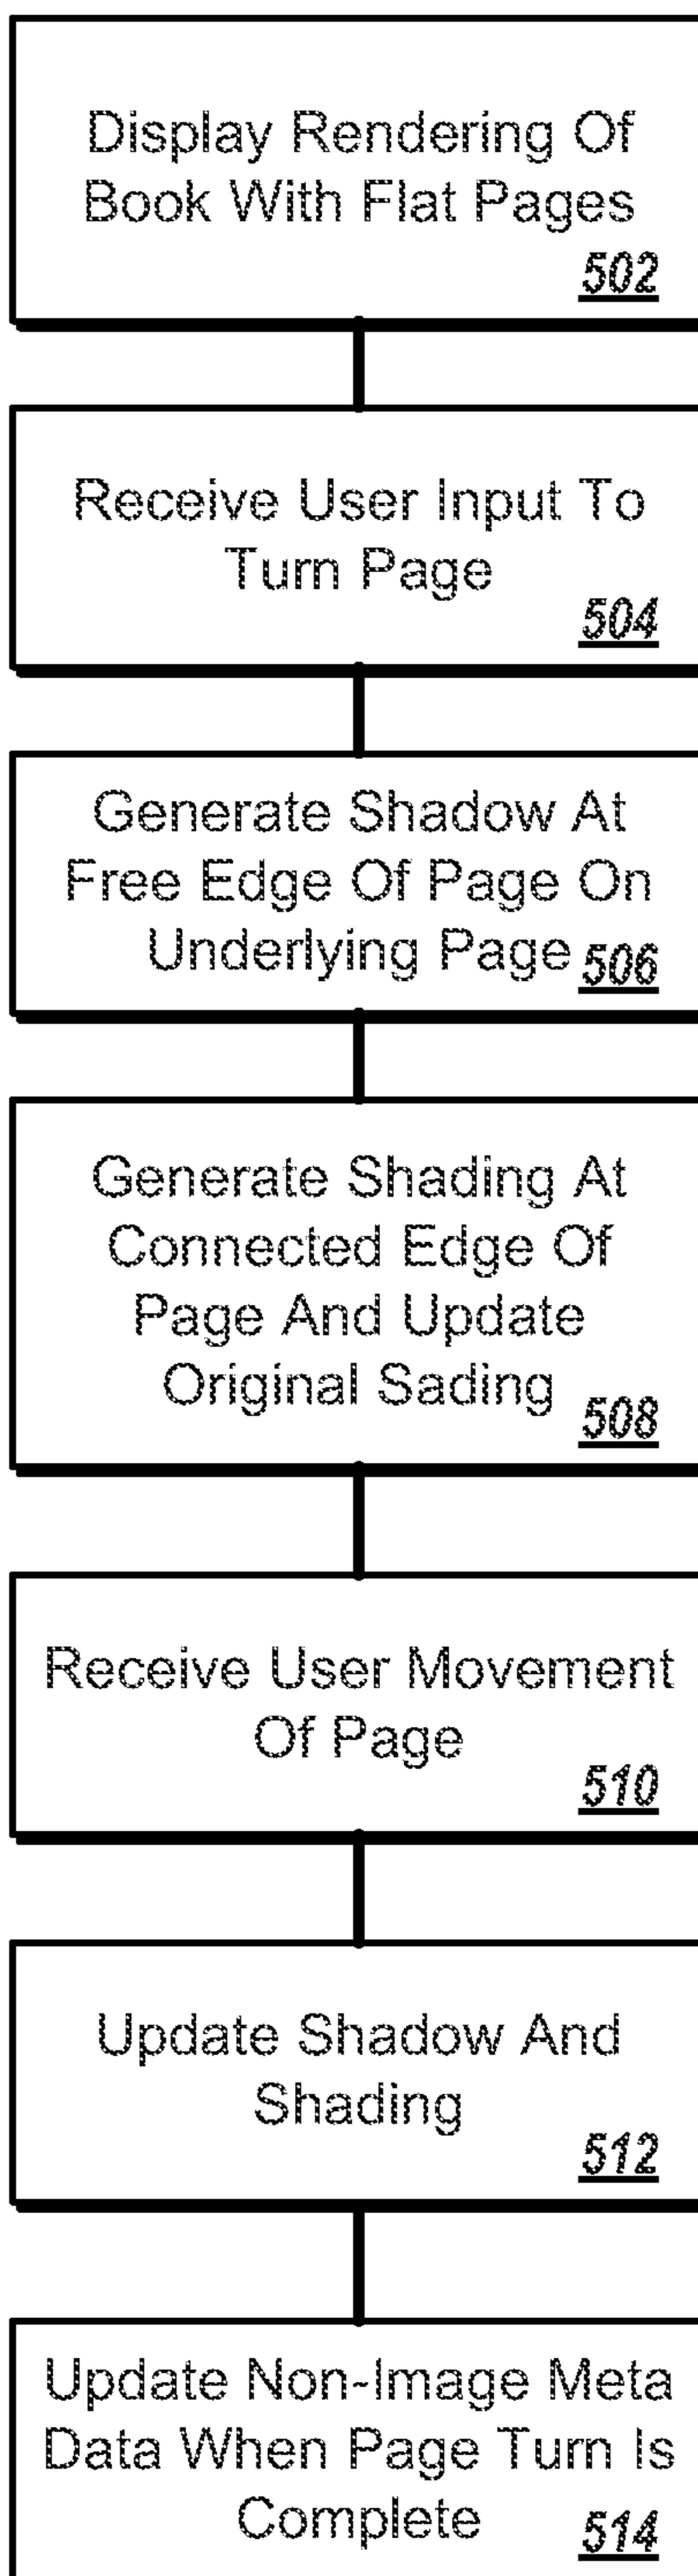 Display Rendering Of
Book With Flat Pages
502
Receive User Input To
Turn Page
504
Generate Shadow At
Free Edge Of Page On
Underlying Page 506
Generate Shading At
Connected Edge Of
Page And Update
Original Sading
508
Receive User Movement
Of Page
510
Update Shadow And
Shading
512
Update Non-Image Meta
Data When Page Turn Is
Complete 514